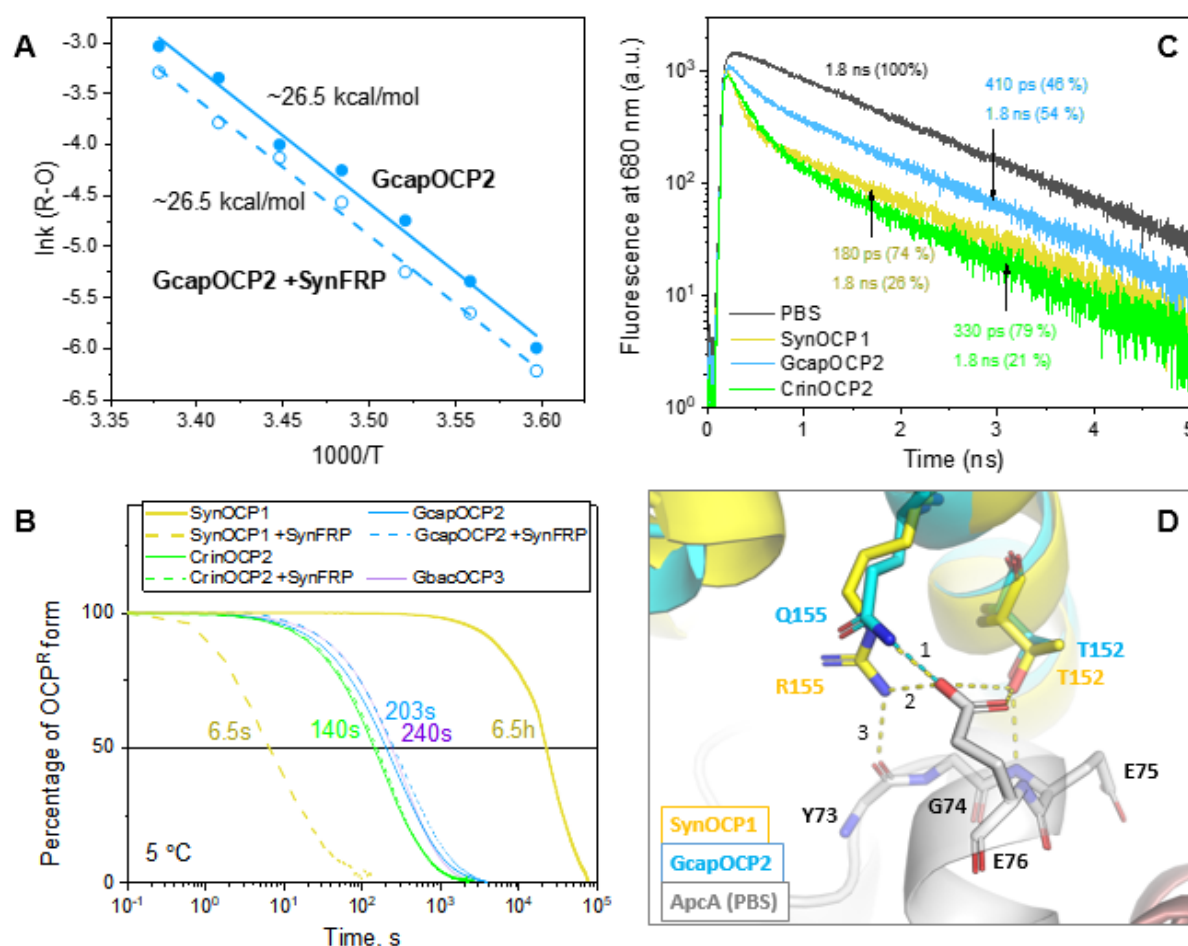 A
lnk (R-O)
-3.0
-3.5
-4.0
-4.5
-5.0
-5.5
-6.0
-6.5
~26.5 kcal/mol
GcapOCP2
~26.5 kcal/mol
GcapOCP2 +SynFRP
3.35 3.40 3.45 3.50 3.55 3.60
1000/T
C
Fluorescence at 680 nm (a.u.)
10³
10²
10¹
10⁰
1.8 ns (100%)
410 ps (46 %)
1.8 ns (54 %)
180 ps (74 %)
1.8 ns (26 %)
330 ps (79 %)
1.8 ns (21 %)
PBS
SynOCP1
GcapOCP2
CrinOCP2
0 1 2 3 4 5
Time (ns)
B
SynOCP1
SynOCP1 +SynFRP
CrinOCP2
CrinOCP2 +SynFRP
GcapOCP2
GcapOCP2 +SynFRP
GbacOCP3
Percentage of OCPᴿ form
100
50
0
6.5s
140s
203s
240s
6.5h
5 °C
10⁻¹ 10⁰ 10¹ 10² 10³ 10⁴ 10⁵
Time, s
D
Q155
R155
T152
T152
1
2
3
Y73
G74
E75
E76
SynOCP1
GcapOCP2
ApcA (PBS)